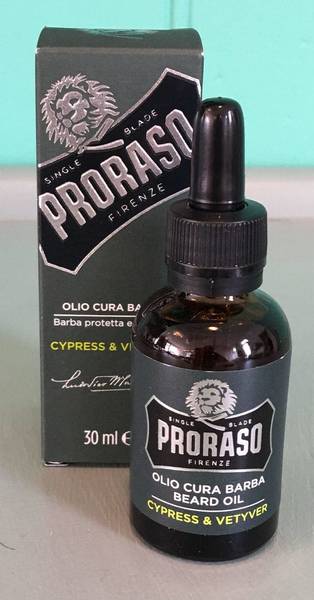 SINGLE BLADE
PRORASO
FIRENZE
OLIO CURA
Barba protetta e
CYPRESS &
30 ml
SINGLE BLADE
PRORASO
FIRENZE
OLIO CURA BARBA
BEARD OIL
CYPRESS & VETYVER